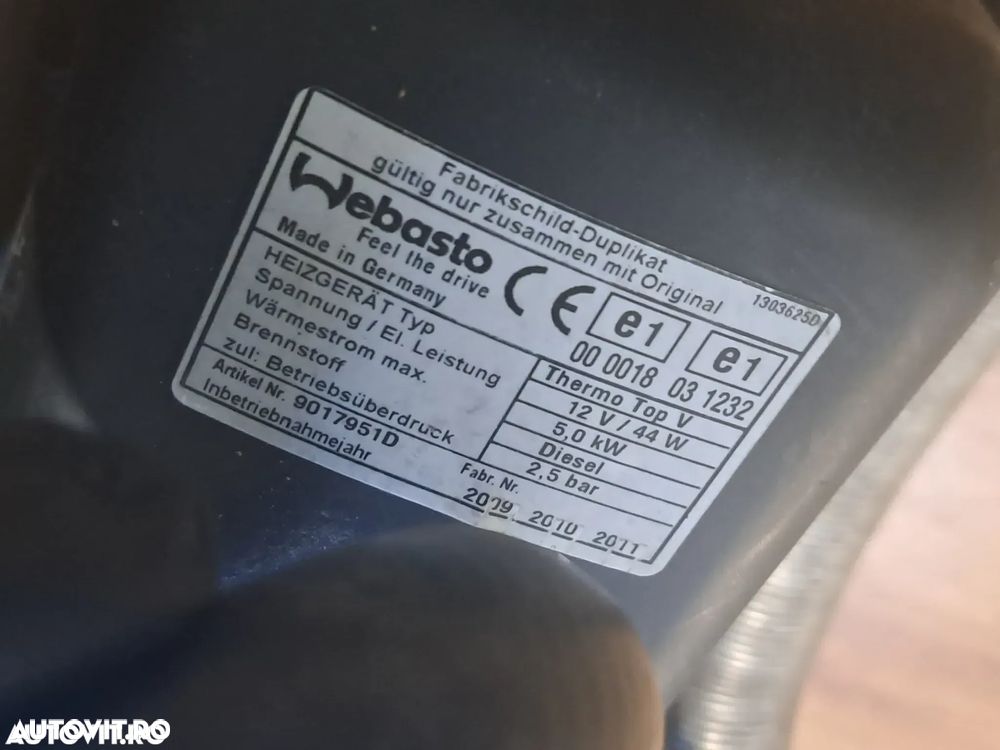 Fabrikschild-Duplikat
gültig nur zusammen mit Original
1303625D
Webasto
Feel the drive
Made in Germany
CE
e1
e1
00 0018
03 1232
HEIZGERÄT Typ
Thermo Top V
Spannung / El. Leistung
12 V / 44 W
Wärmestrom max.
5,0 kW
Brennstoff
Diesel
zul: Betriebsüberdruck
2,5 bar
Artikel Nr. 9017951D
Fabr. Nr.
Inbetriebnahmejahr
2009 2010 2011
AUTOVIT.RO